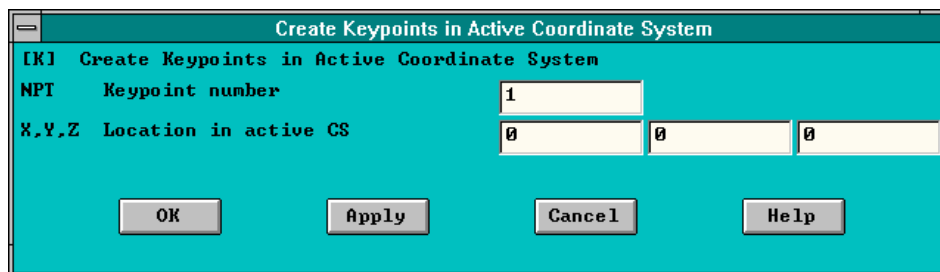 Create Keypoints in Active Coordinate System
[K] Create Keypoints in Active Coordinate System
NPT Keypoint number 1
X,Y,Z Location in active CS 0 0 0
OK Apply Cancel Help